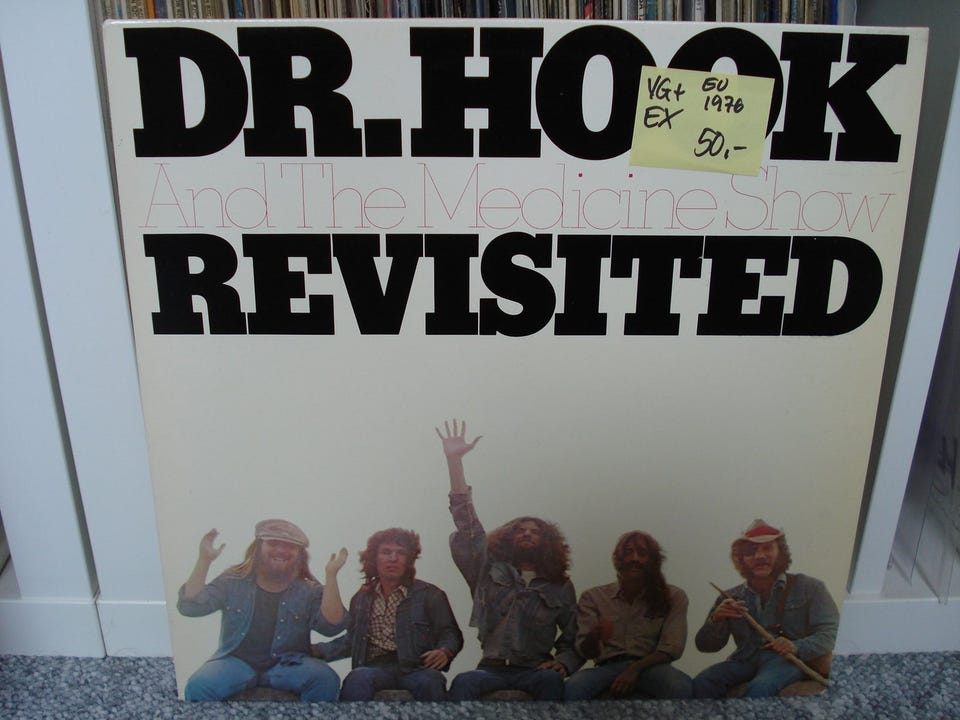 DR. HOOK
And The Medicine Show
REVISITED
VG+ EU
EX 1976
50,-